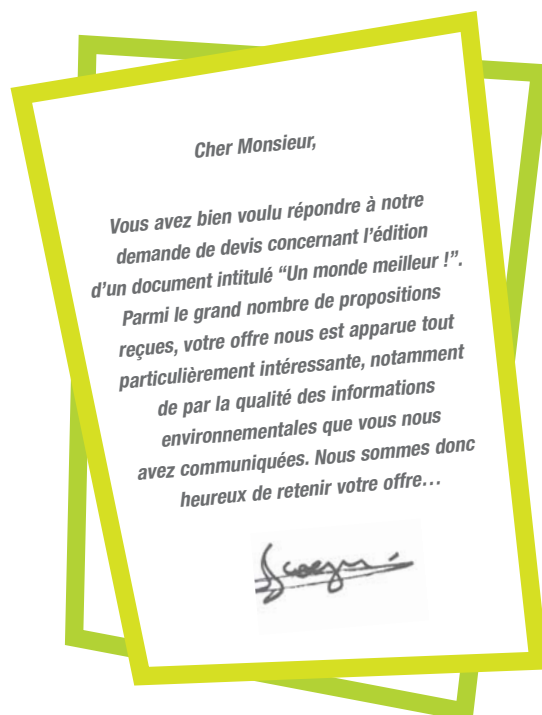 Cher Monsieur,
Vous avez bien voulu répondre à notre
demande de devis concernant l'édition
d'un document intitulé “Un monde meilleur !”.
Parmi le grand nombre de propositions
reçues, votre offre nous est apparue tout
particulièrement intéressante, notamment
de par la qualité des informations
environnementales que vous nous
avez communiquées. Nous sommes donc
heureux de retenir votre offre…